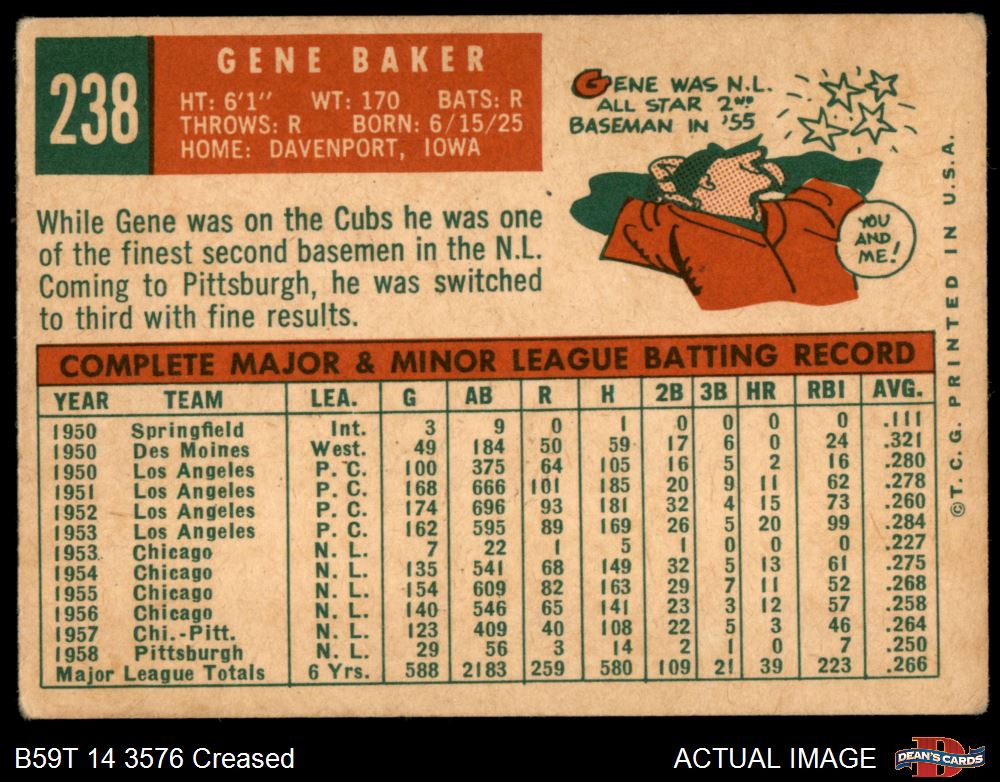 238
GENE BAKER
HT: 6'1" WT: 170 BATS: R
THROWS: R BORN: 6/15/25
HOME: DAVENPORT, IOWA
GENE WAS N.L.
ALL STAR 2ND
BASEMAN IN '55
YOU
AND
ME!
While Gene was on the Cubs he was one
of the finest second basemen in the N.L.
Coming to Pittsburgh, he was switched
to third with fine results.
COMPLETE MAJOR & MINOR LEAGUE BATTING RECORD
YEAR TEAM LEA. G AB R H 2B 3B HR RBI AVG.
1950 Springfield Int. 3 9 0 1 0 0 0 0 .111
1950 Des Moines West. 49 184 50 59 17 6 0 24 .321
1950 Los Angeles P. C. 100 375 64 105 16 5 2 16 .280
1951 Los Angeles P. C. 168 666 101 185 20 9 11 62 .278
1952 Los Angeles P. C. 174 696 93 181 32 4 15 73 .260
1953 Los Angeles P. C. 162 595 89 169 26 5 20 99 .284
1953 Chicago N. L. 7 22 1 5 1 0 0 0 .227
1954 Chicago N. L. 135 541 68 149 32 5 13 61 .275
1955 Chicago N. L. 154 609 82 163 29 7 11 52 .268
1956 Chicago N. L. 140 546 65 141 23 3 12 57 .258
1957 Chi.-Pitt. N. L. 123 409 40 108 22 5 3 46 .264
1958 Pittsburgh N. L. 29 56 3 14 2 1 0 7 .250
Major League Totals 6 Yrs. 588 2183 259 580 109 21 39 223 .266
©T. C. G. PRINTED IN U.S.A.
B59T 14 3576 Creased
ACTUAL IMAGE
D
DEAN'S CARDS